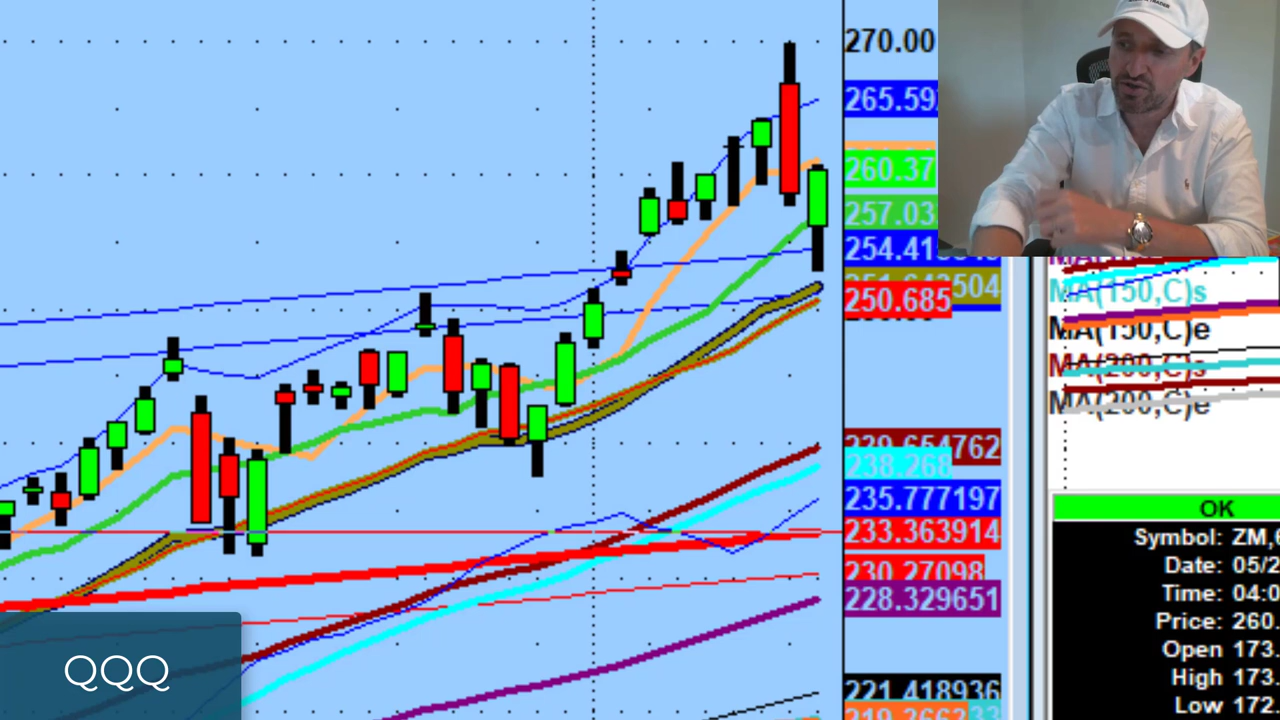 270.00
265.59
260.37
257.03
254.41
504
250.685
762
238.268
235.777197
233.363914
230.27098
228.329651
221.418936
MA(150,C)s
MA(150,C)e
MA(200,C)s
MA(200,C)e
OK
Symbol: ZM,
Date: 05/2
Time: 04:0
Price: 260.
Open 173.
High 173.
Low 172.
QQQ